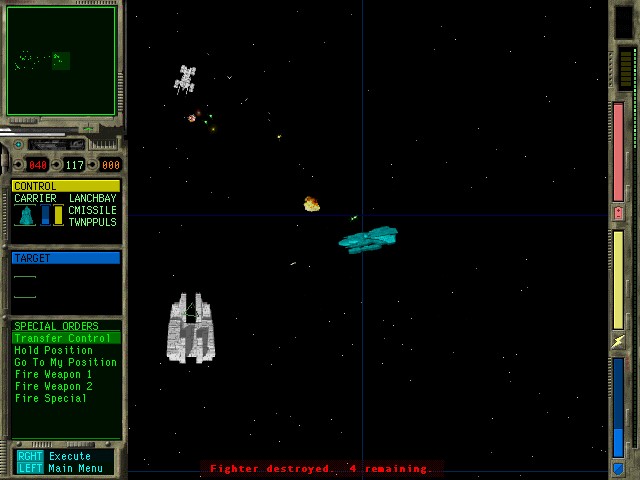 040 117 000
CONTROL
CARRIER LANCHBAY
CMISSILE
TWNPPULS
TARGET
SPECIAL ORDERS
Transfer Control
Hold Position
Go To My Position
Fire Weapon 1
Fire Weapon 2
Fire Special
RGHT Execute
LEFT Main Menu
Fighter destroyed. 4 remaining.